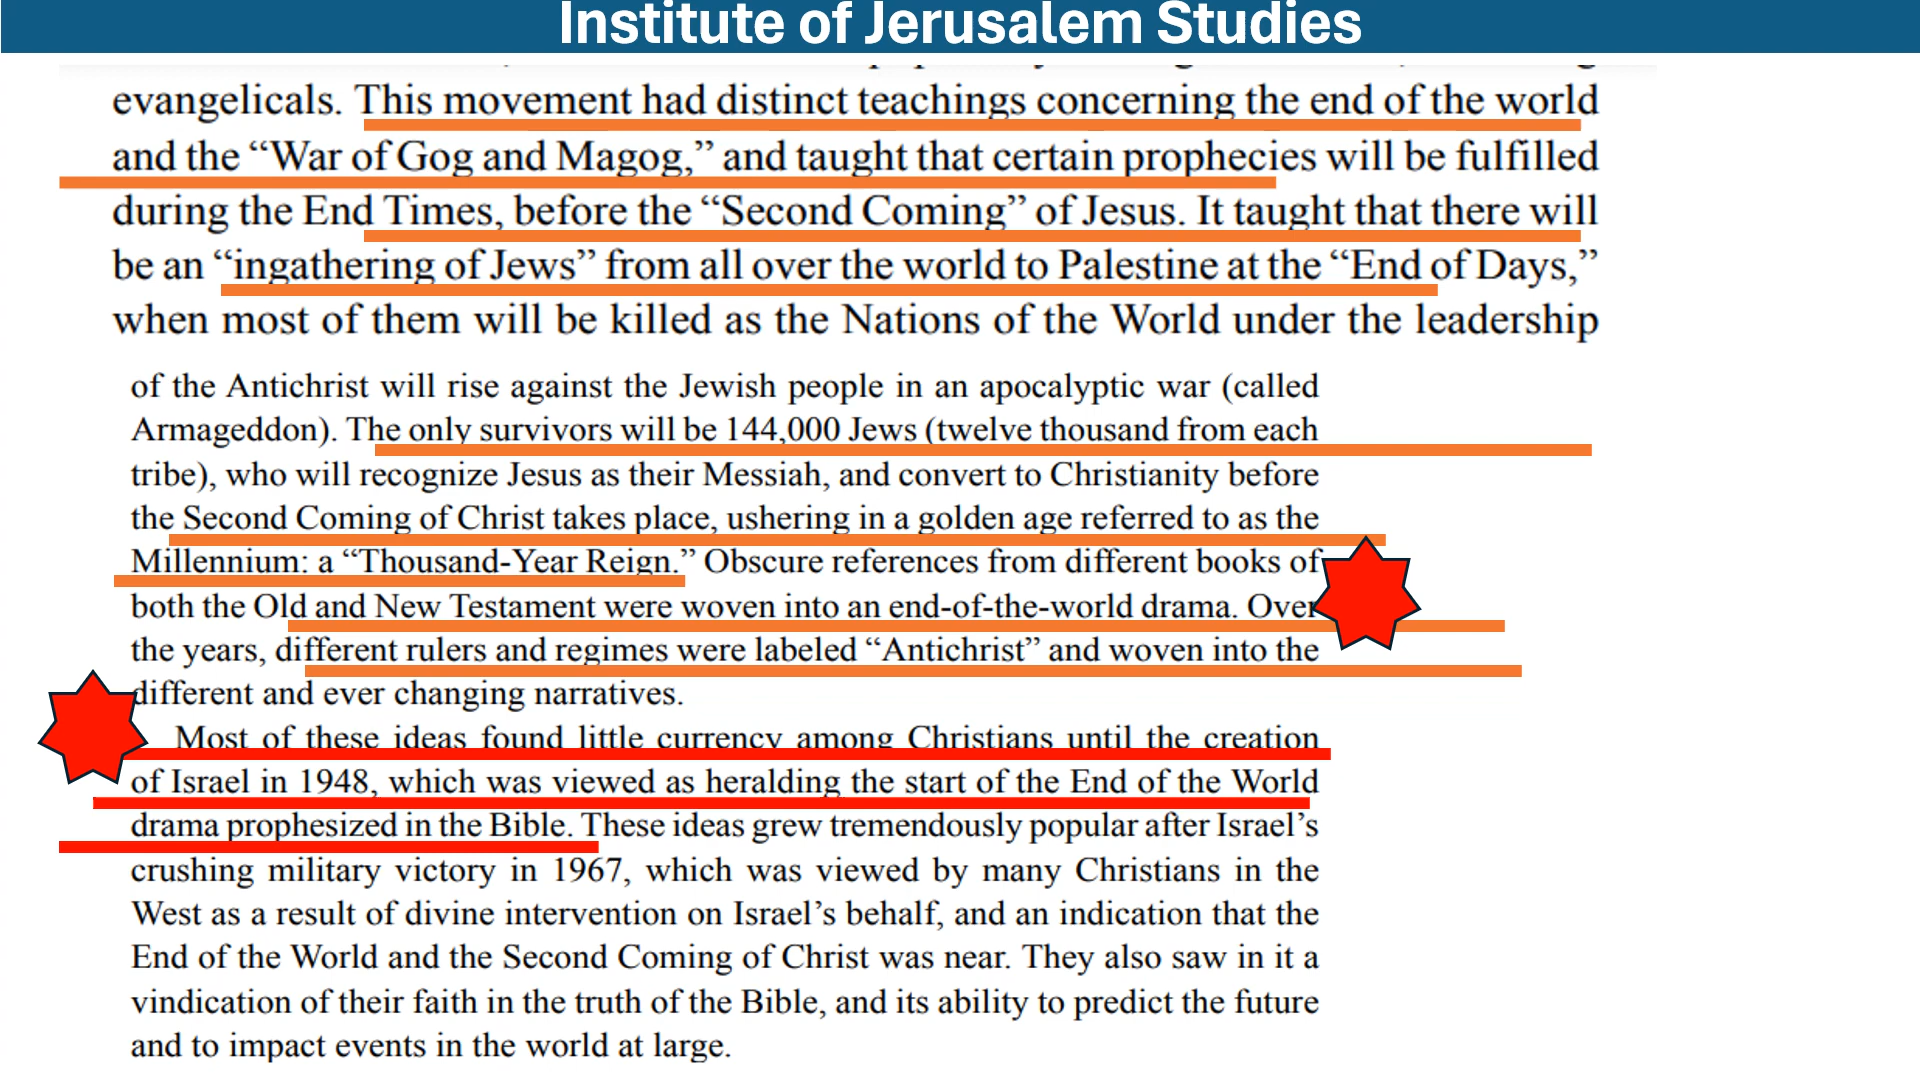 Institute of Jerusalem Studies
evangelicals. This movement had distinct teachings concerning the end of the world
and the “War of Gog and Magog,” and taught that certain prophecies will be fulfilled
during the End Times, before the “Second Coming” of Jesus. It taught that there will
be an “ingathering of Jews” from all over the world to Palestine at the “End of Days,”
when most of them will be killed as the Nations of the World under the leadership
of the Antichrist will rise against the Jewish people in an apocalyptic war (called
Armageddon). The only survivors will be 144,000 Jews (twelve thousand from each
tribe), who will recognize Jesus as their Messiah, and convert to Christianity before
the Second Coming of Christ takes place, ushering in a golden age referred to as the
Millennium: a “Thousand-Year Reign.” Obscure references from different books of
both the Old and New Testament were woven into an end-of-the-world drama. Over
the years, different rulers and regimes were labeled “Antichrist” and woven into the
different and ever changing narratives.
Most of these ideas found little currency among Christians until the creation
of Israel in 1948, which was viewed as heralding the start of the End of the World
drama prophesized in the Bible. These ideas grew tremendously popular after Israel’s
crushing military victory in 1967, which was viewed by many Christians in the
West as a result of divine intervention on Israel’s behalf, and an indication that the
End of the World and the Second Coming of Christ was near. They also saw in it a
vindication of their faith in the truth of the Bible, and its ability to predict the future
and to impact events in the world at large.